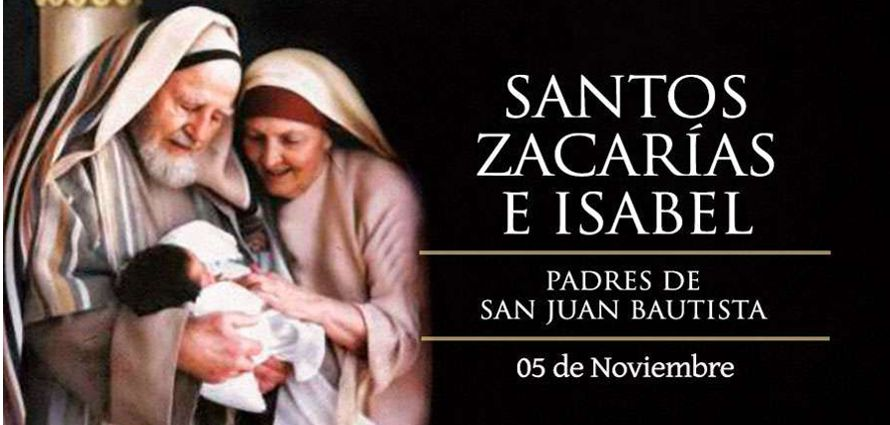 SANTOS
ZACARÍAS
E ISABEL
PADRES DE
SAN JUAN BAUTISTA
05 de Noviembre